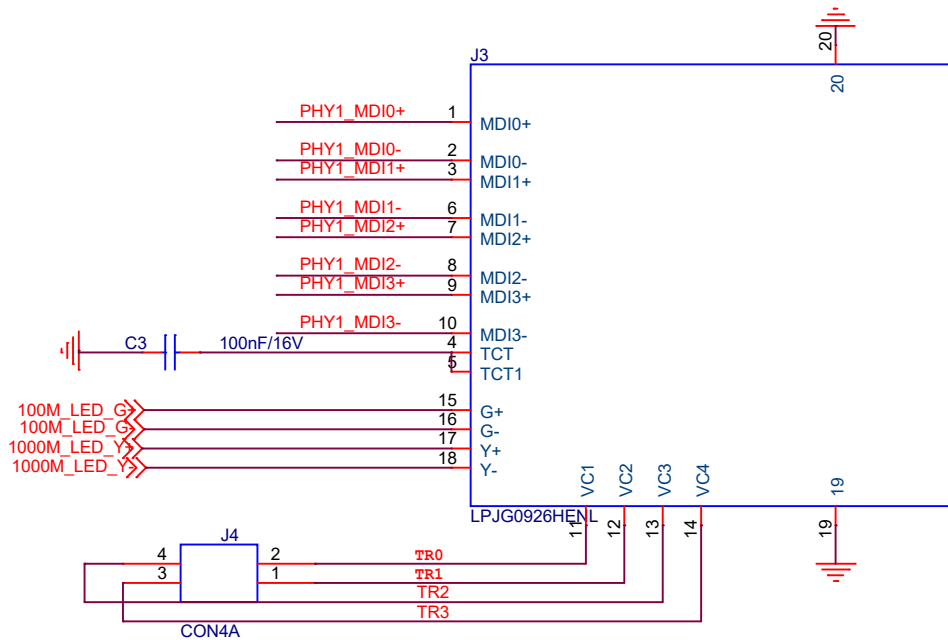 20
J3
20
PHY1_MDI0+ 1 MDI0+
PHY1_MDI0- 2 MDI0-
PHY1_MDI1+ 3 MDI1+
PHY1_MDI1- 6 MDI1-
PHY1_MDI2+ 7 MDI2+
PHY1_MDI2- 8 MDI2-
PHY1_MDI3+ 9 MDI3+
PHY1_MDI3- 10 MDI3-
C3 100nF/16V 4 TCT
5 TCT1
100M_LED_G+ 15 G+
100M_LED_G- 16 G-
1000M_LED_Y+ 17 Y+
1000M_LED_Y- 18 Y-
VC1 VC2 VC3 VC4 19
LPJG0926HENL
11 12 13 14 19
J4
4 2 TR0
3 1 TR1
TR2
TR3
CON4A